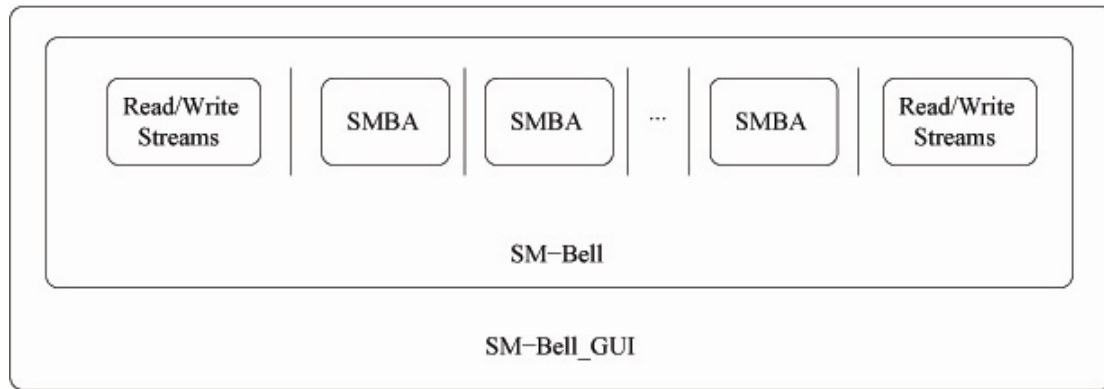 Read/Write
Streams
SMBA
SMBA
...
SMBA
Read/Write
Streams
SM−Bell
SM−Bell_GUI